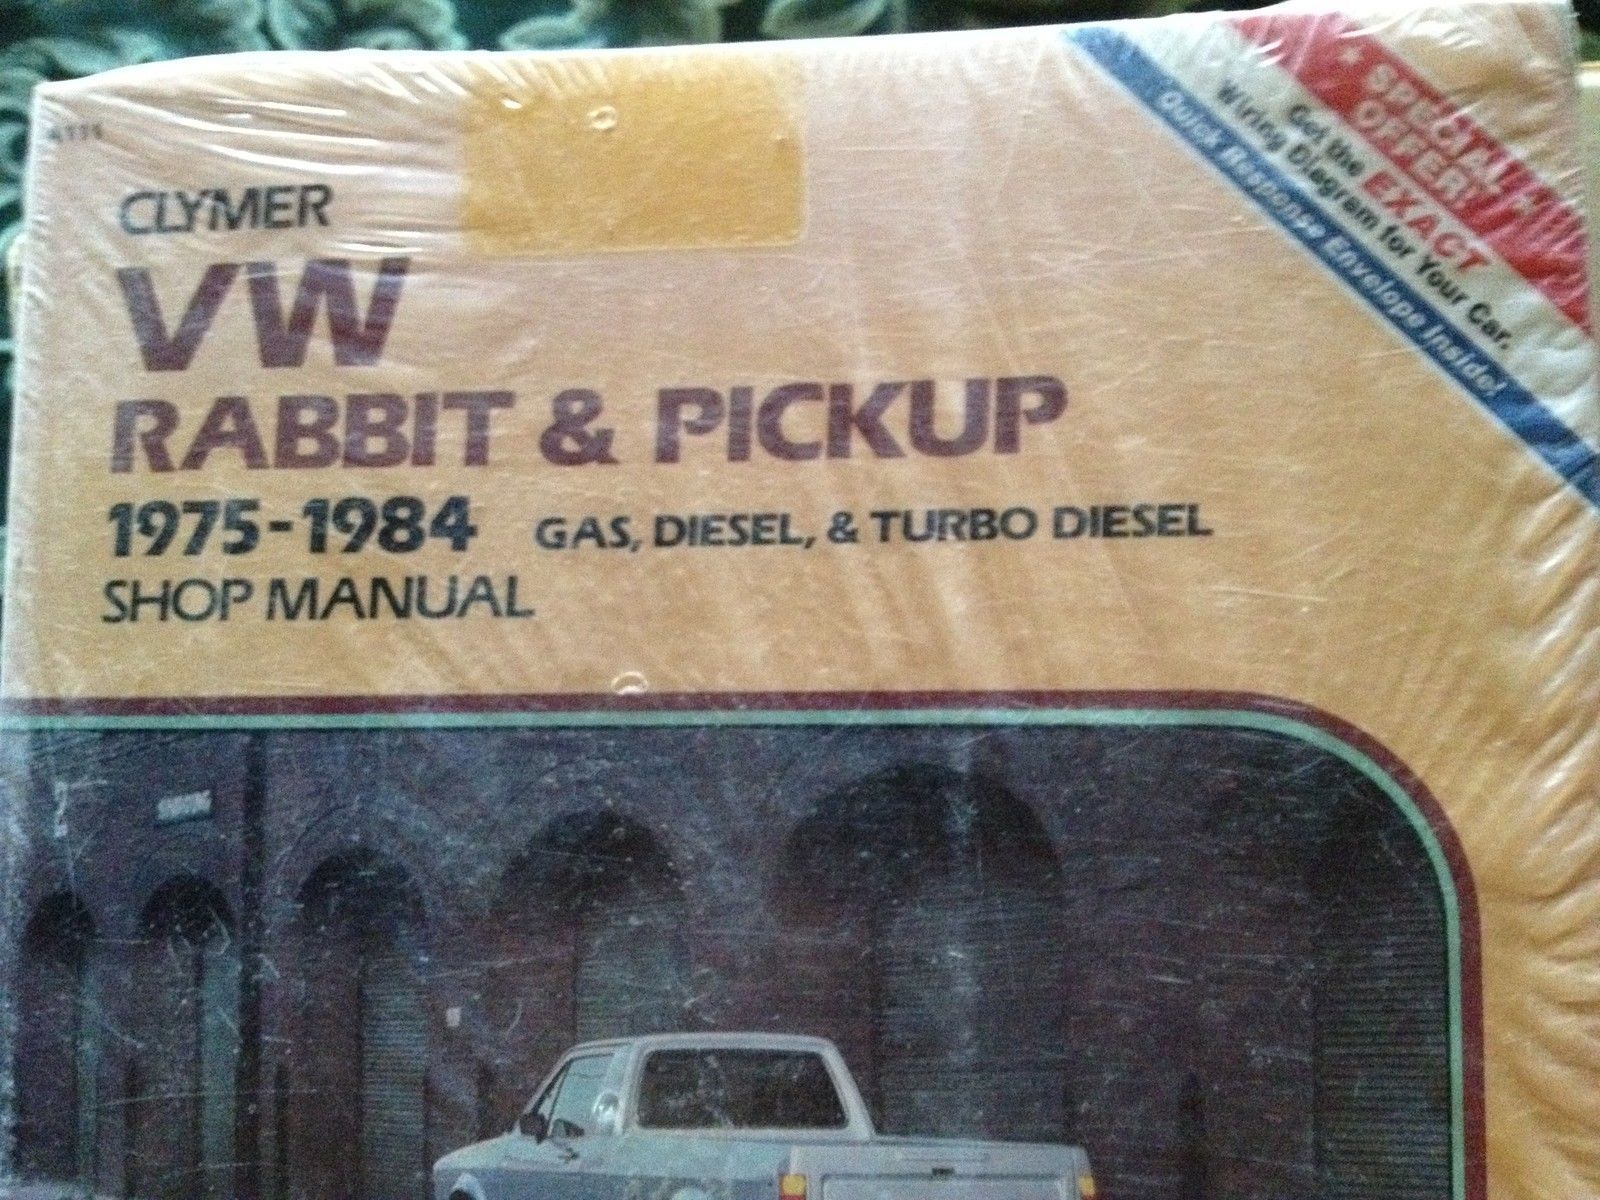 CLYMER
VW
RABBIT & PICKUP
1975-1984 GAS, DIESEL, & TURBO DIESEL
SHOP MANUAL
SPECIAL
OFFER!
Get the EXACT
Wiring Diagram for Your Car.
Quick Response Envelope Inside!